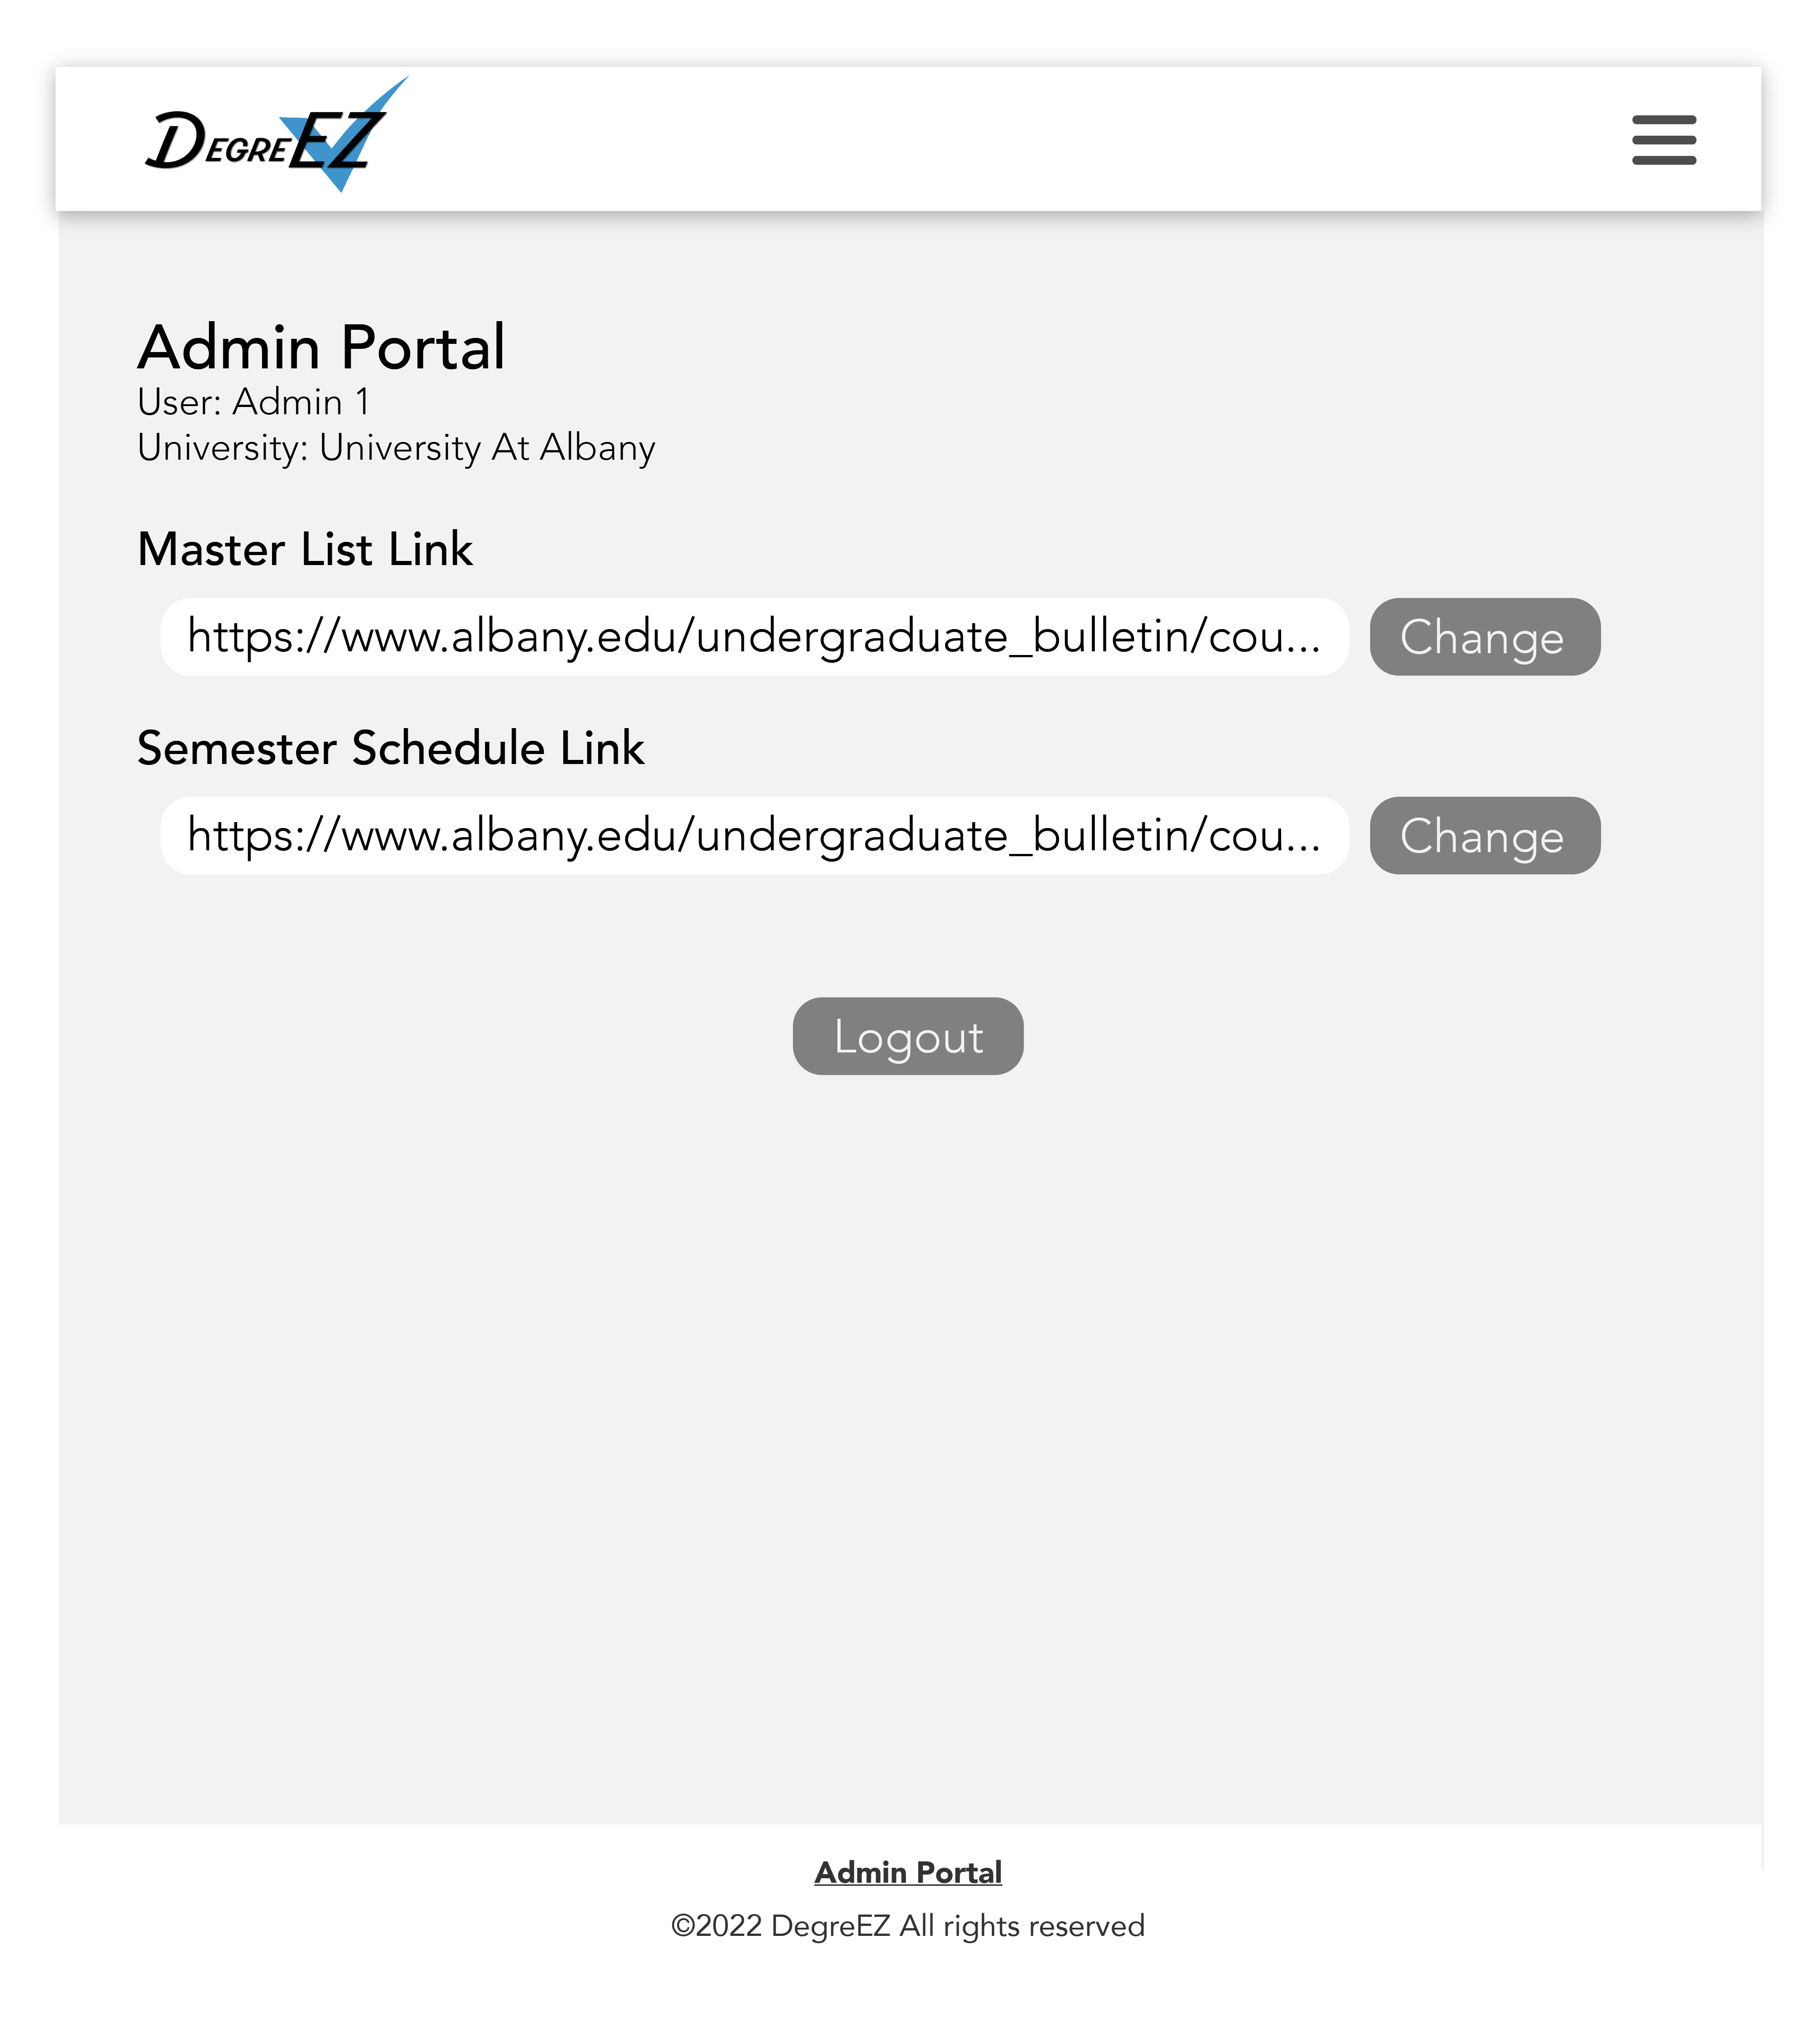 DEGREEZ
Admin Portal
User: Admin 1
University: University At Albany
Master List Link
https://www.albany.edu/undergraduate_bulletin/cou...
Change
Semester Schedule Link
https://www.albany.edu/undergraduate_bulletin/cou...
Change
Logout
Admin Portal
©2022 DegreEZ All rights reserved